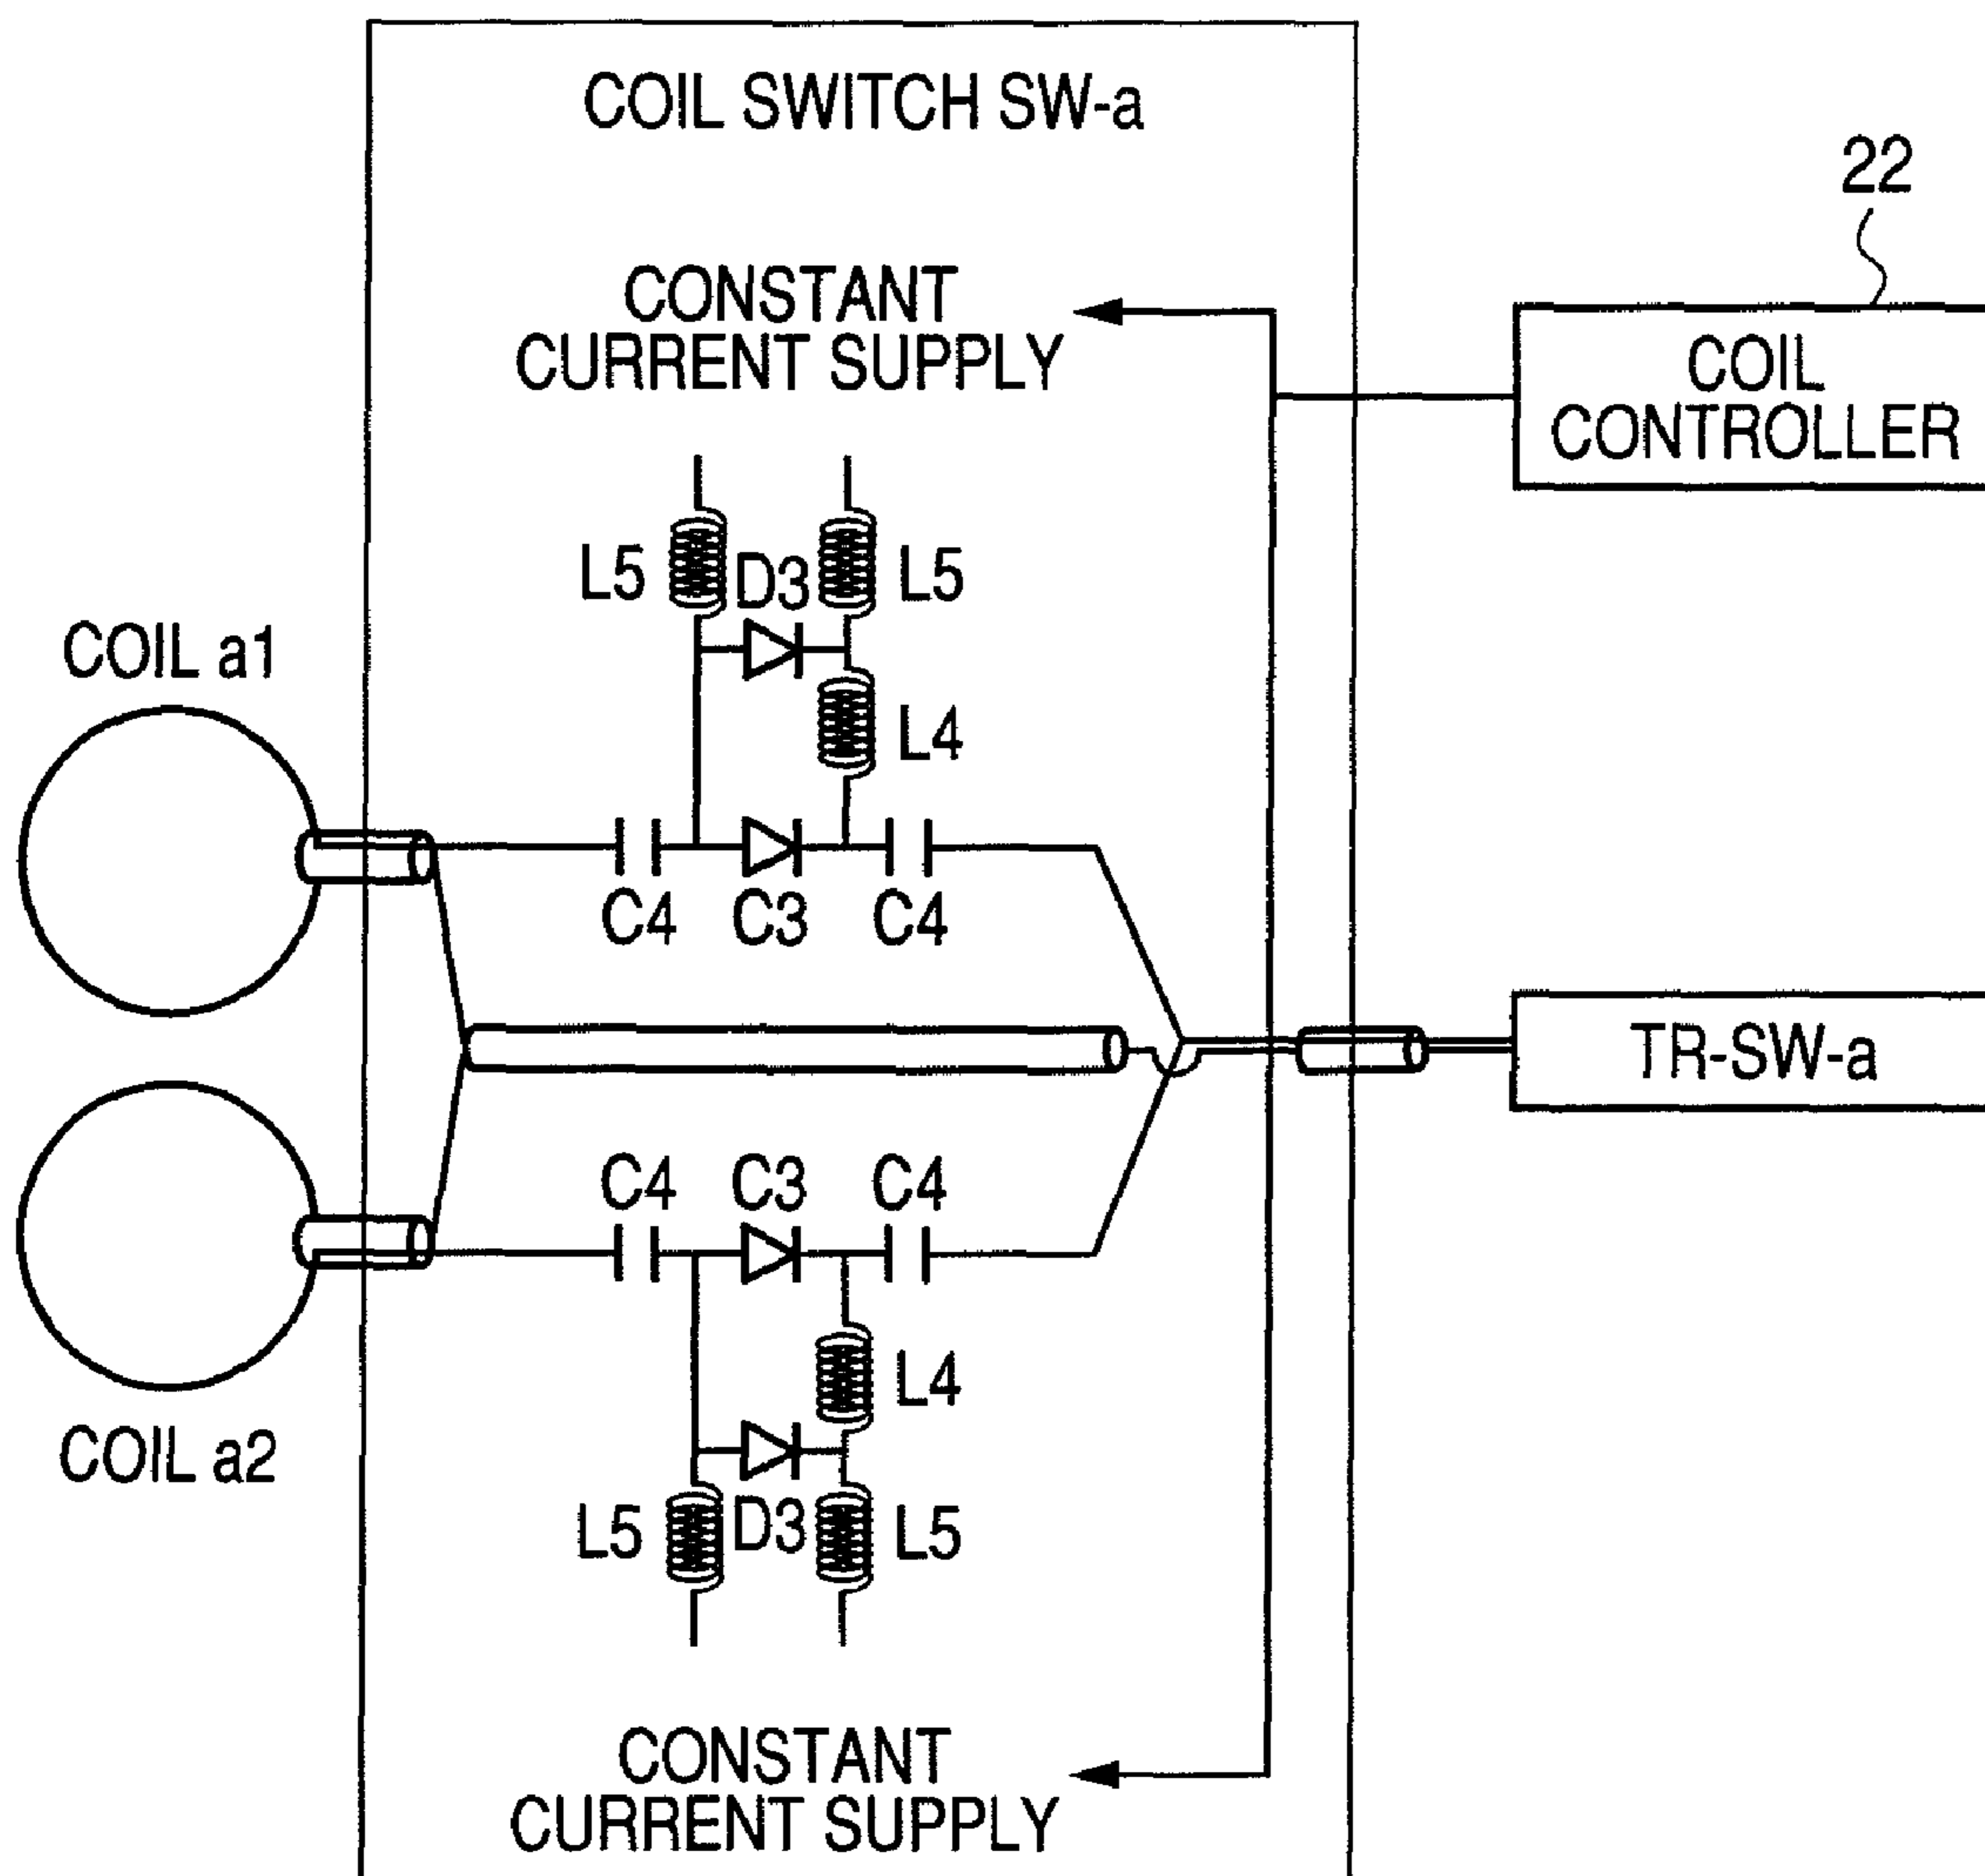 COIL SWITCH SW-a
22
CONSTANT
CURRENT SUPPLY
COIL
CONTROLLER
L5
D3
L5
COIL a1
L4
C4
C3
C4
TR-SW-a
C4
C3
C4
L4
COIL a2
L5
D3
L5
CONSTANT
CURRENT SUPPLY